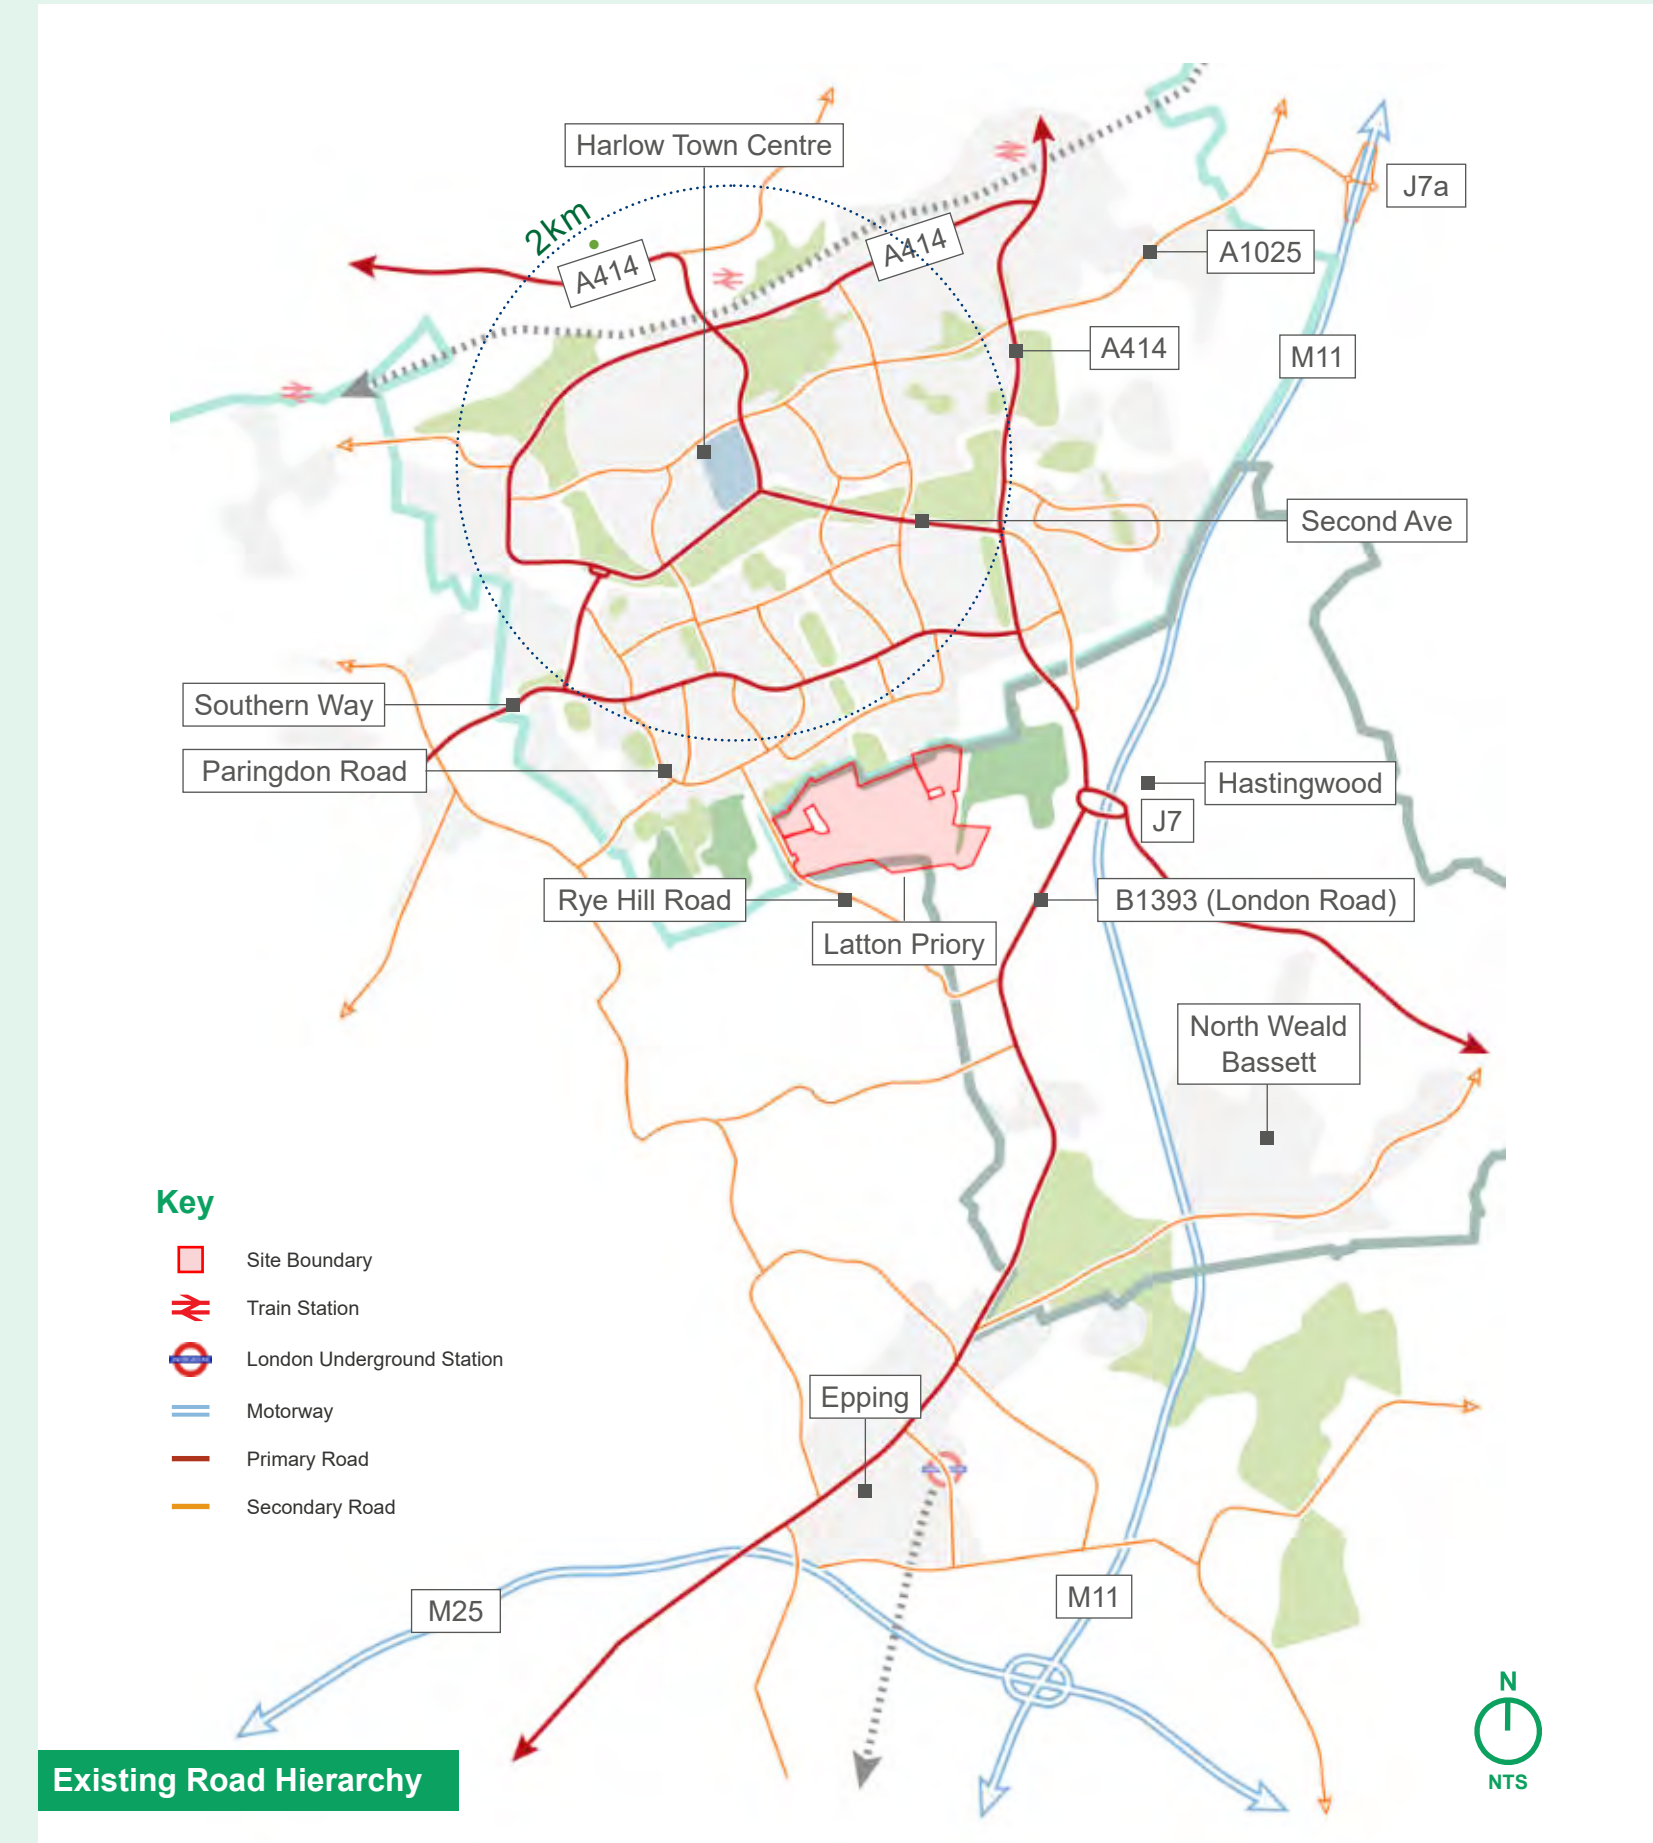 Harlow Town Centre
J7a
2km
A414
A414
A1025
A414
M11
Second Ave
Southern Way
Paringdon Road
Hastingwood
J7
Rye Hill Road
B1393 (London Road)
Latton Priory
North Weald
Bassett
Key
Site Boundary
Train Station
London Underground Station
Motorway
Primary Road
Secondary Road
Epping
M25
M11
N
NTS
Existing Road Hierarchy